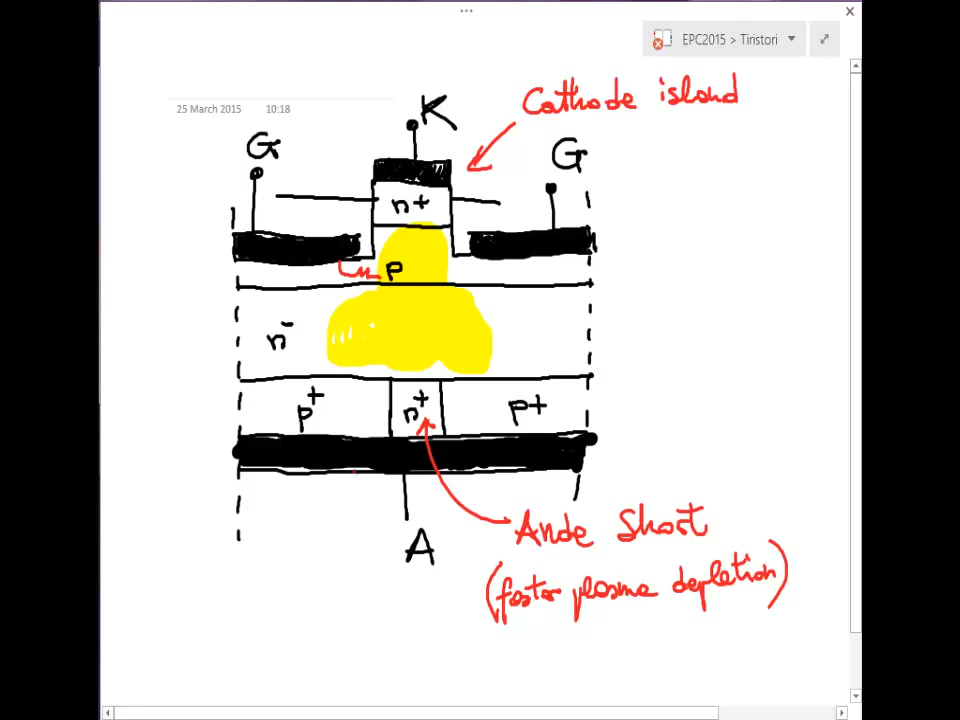 EPC2015 > Tiristori
25 March 2015 10:18
K
Cathode island
G
G
n+
p
n-
p+
n+
p+
A
Anode Short
(faster plasma depletion)